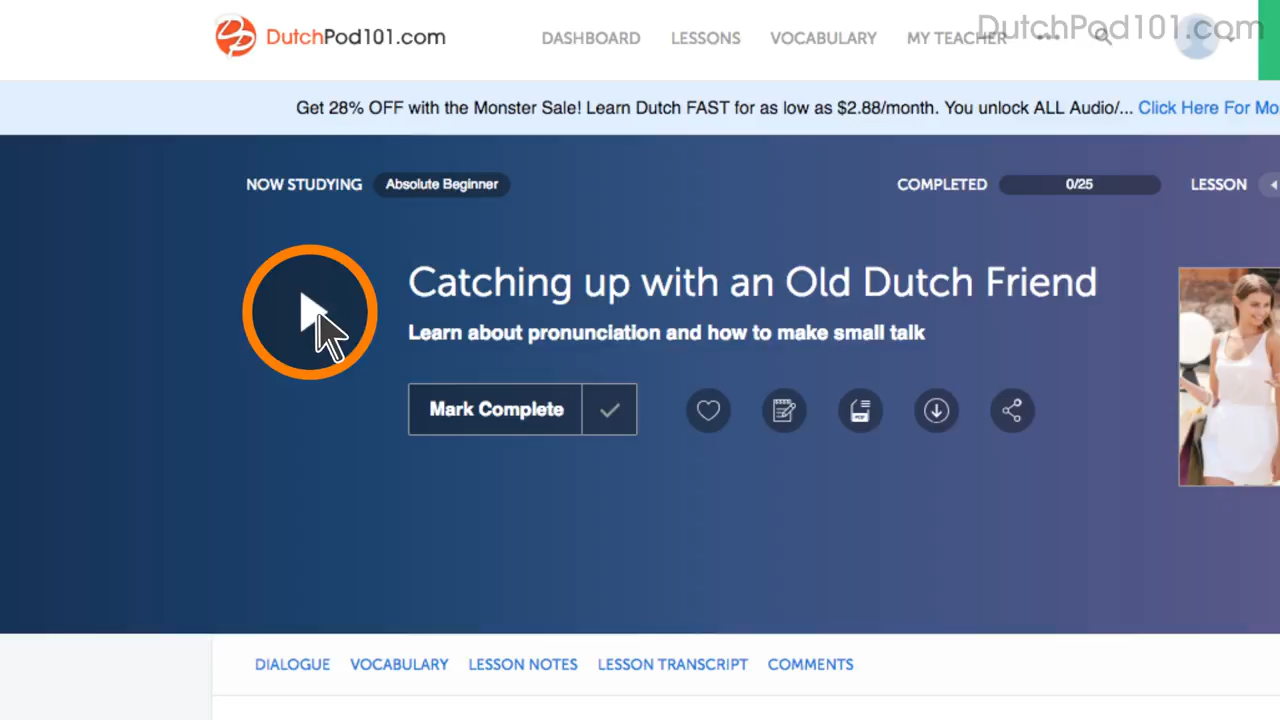 DutchPod101.com
DASHBOARD LESSONS VOCABULARY MY TEACHER
DutchPod101.com
Get 28% OFF with the Monster Sale! Learn Dutch FAST for as low as $2.88/month. You unlock ALL Audio/... Click Here For Mo
NOW STUDYING Absolute Beginner COMPLETED 0/25 LESSON
Catching up with an Old Dutch Friend
Learn about pronunciation and how to make small talk
Mark Complete
PDF
DIALOGUE VOCABULARY LESSON NOTES LESSON TRANSCRIPT COMMENTS